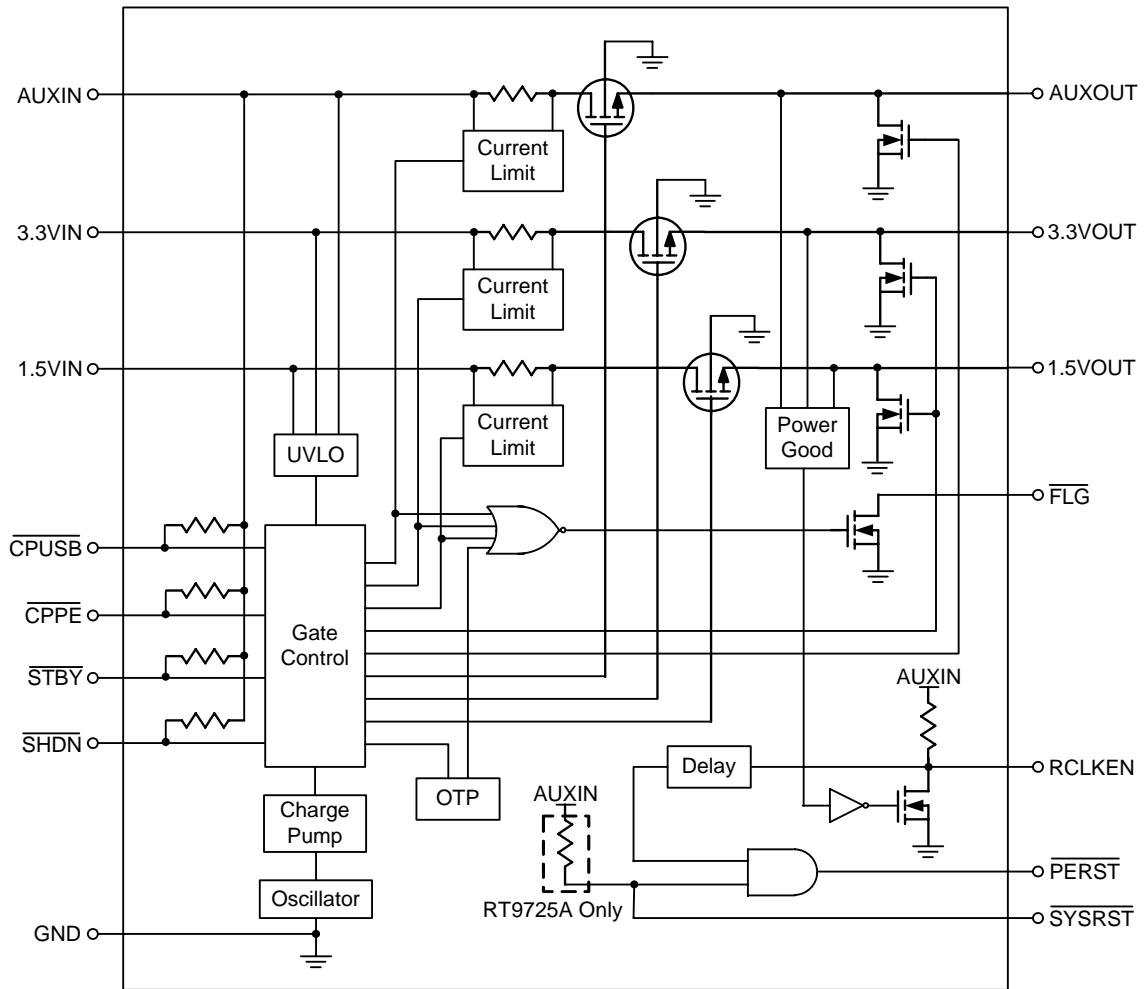 AUXIN
AUXOUT
Current
Limit
3.3VIN
3.3VOUT
Current
Limit
1.5VIN
1.5VOUT
Current
Limit
Power
Good
UVLO
FLG
CPUSB
CPPE
Gate
Control
STBY
SHDN
AUXIN
Delay
RCLKEN
OTP
AUXIN
Charge
Pump
PERST
Oscillator
RT9725A Only
SYSRST
GND